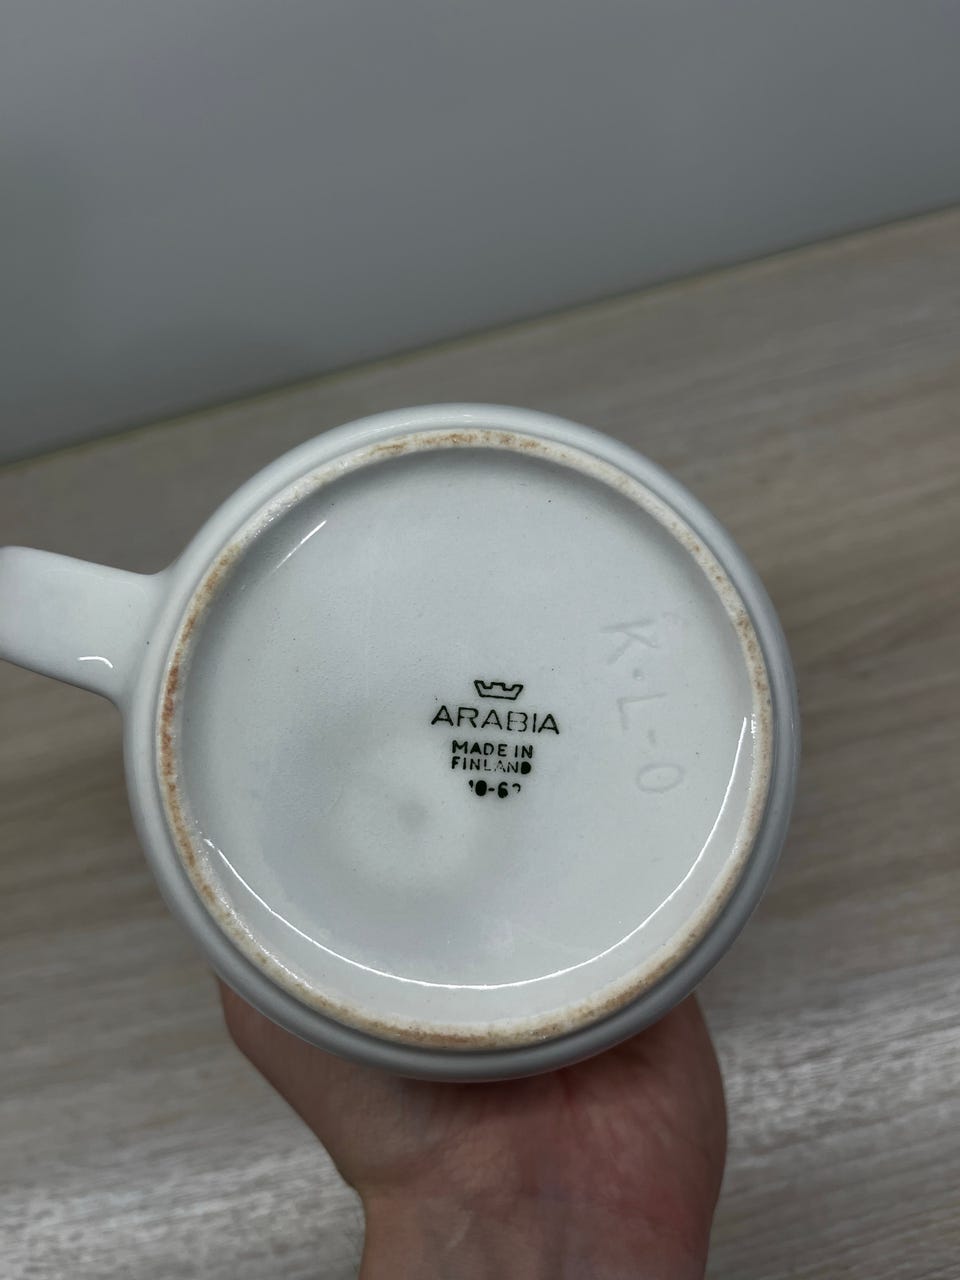 ARABIA
MADE IN
FINLAND
K·L-O